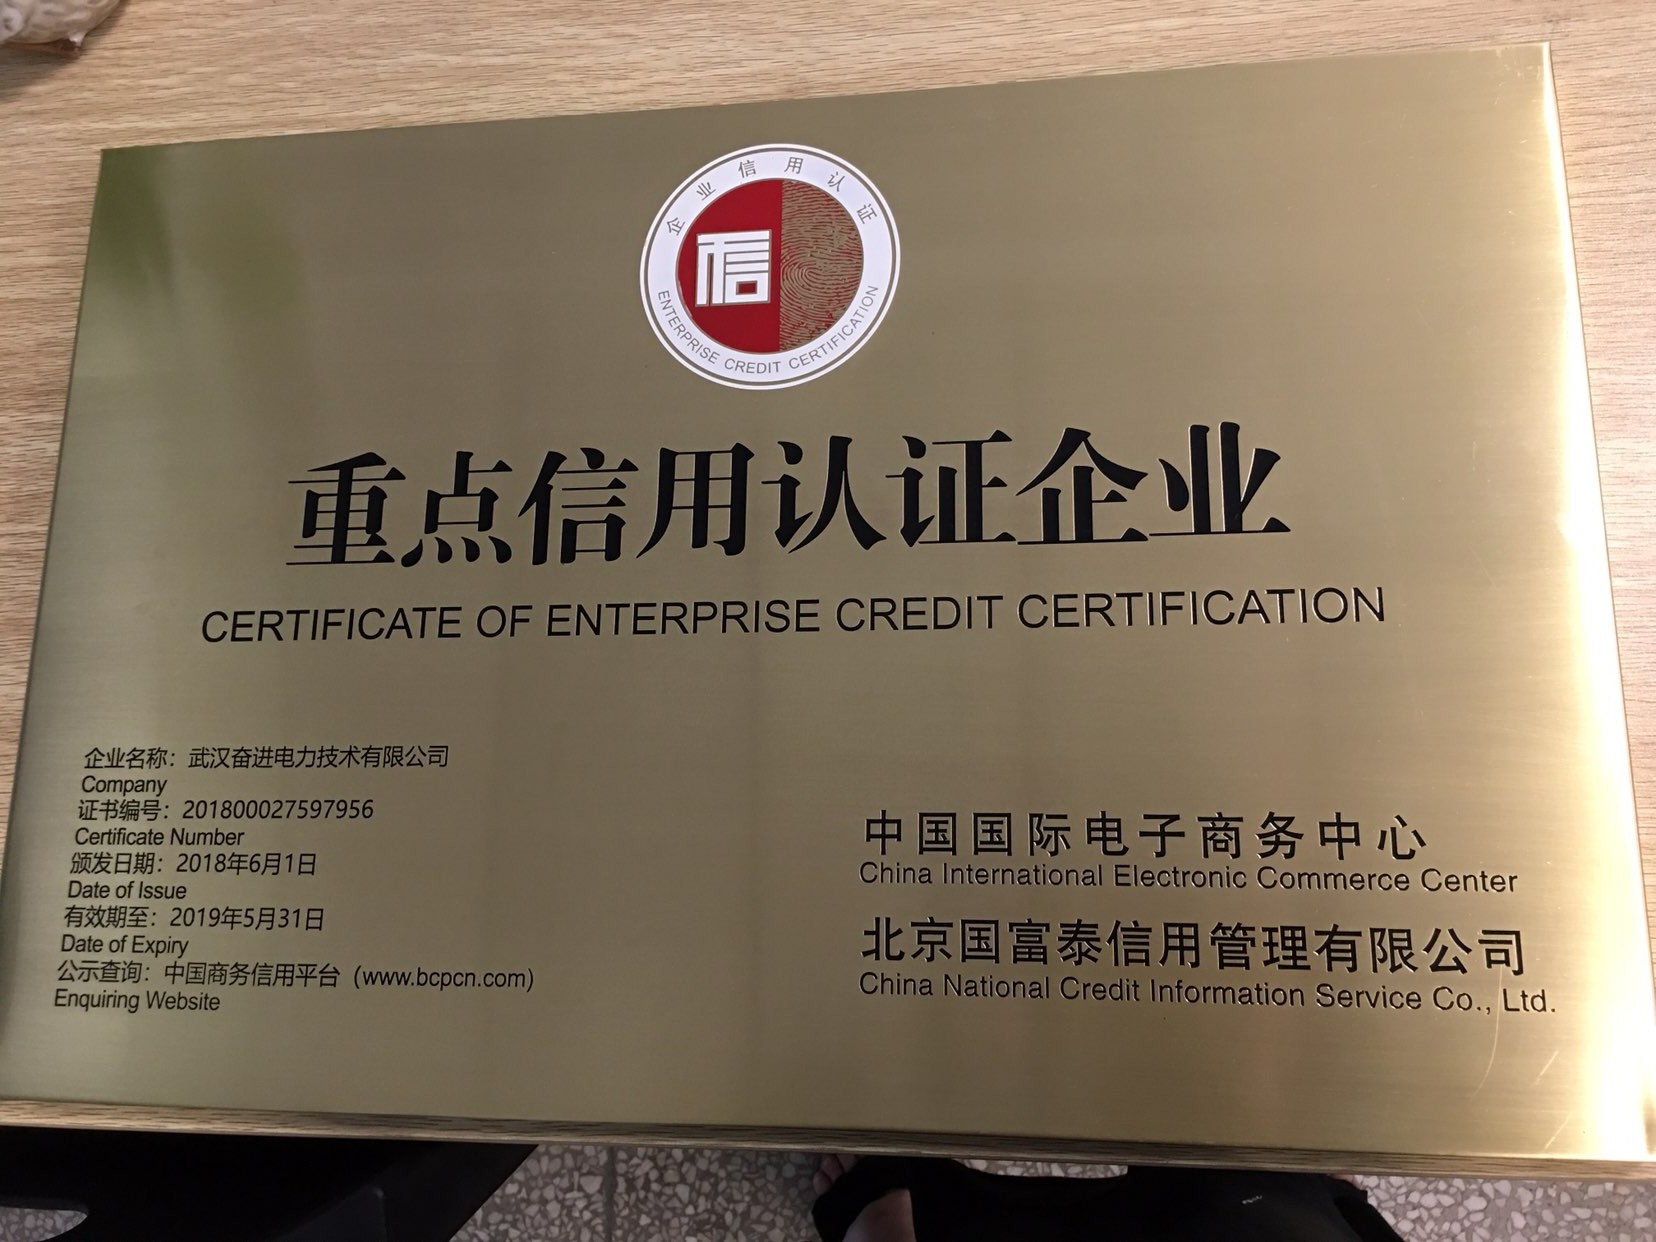 企业信用认证
信
ENTERPRISE CREDIT CERTIFICATION
重点信用认证企业
CERTIFICATE OF ENTERPRISE CREDIT CERTIFICATION
企业名称：武汉奋进电力技术有限公司
Company
证书编号：201800027597956
Certificate Number
颁发日期：2018年6月1日
Date of Issue
有效期至：2019年5月31日
Date of Expiry
公示查询：中国商务信用平台（www.bcpcn.com）
Enquiring Website
中国国际电子商务中心
China International Electronic Commerce Center
北京国富泰信用管理有限公司
China National Credit Information Service Co., Ltd.